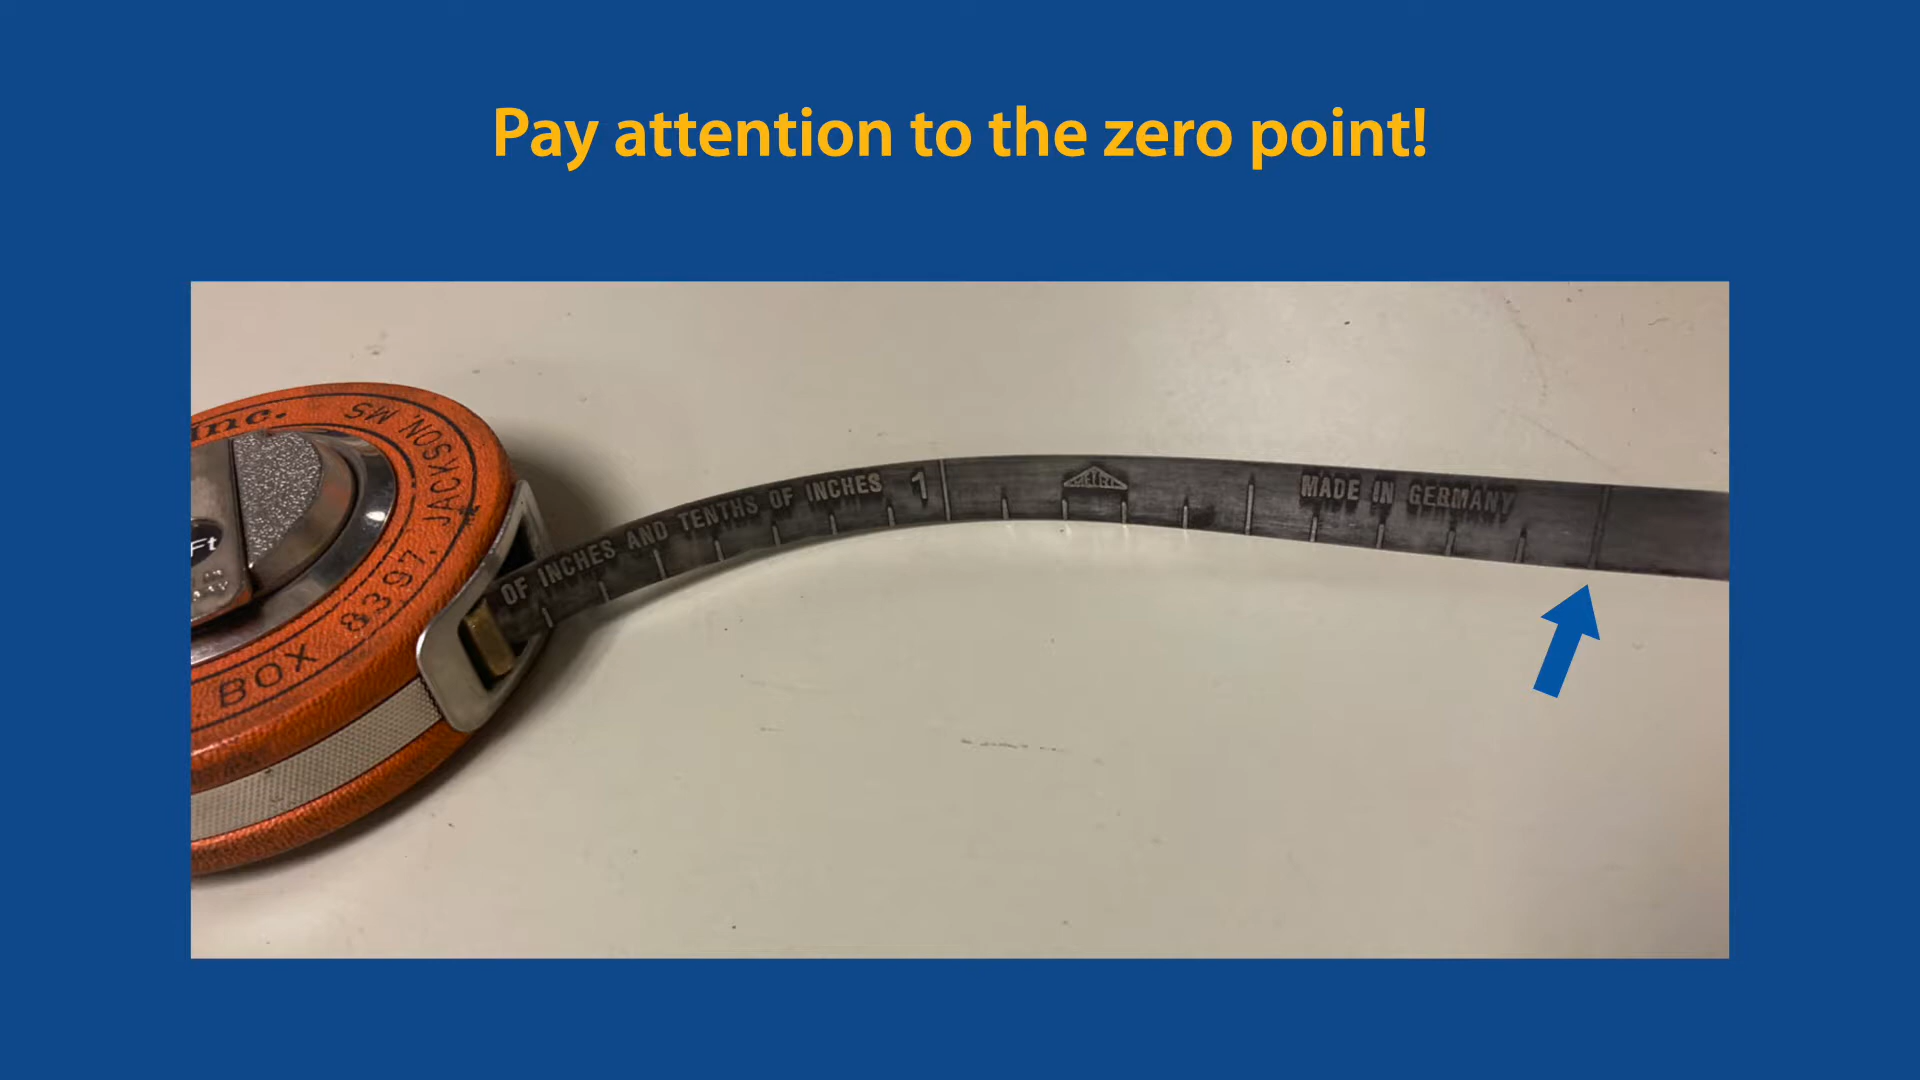 Pay attention to the zero point!
Inc.
JACKSON, MS
BOX 8397,
Ft
OF INCHES AND TENTHS OF INCHES 1
MADE IN GERMANY